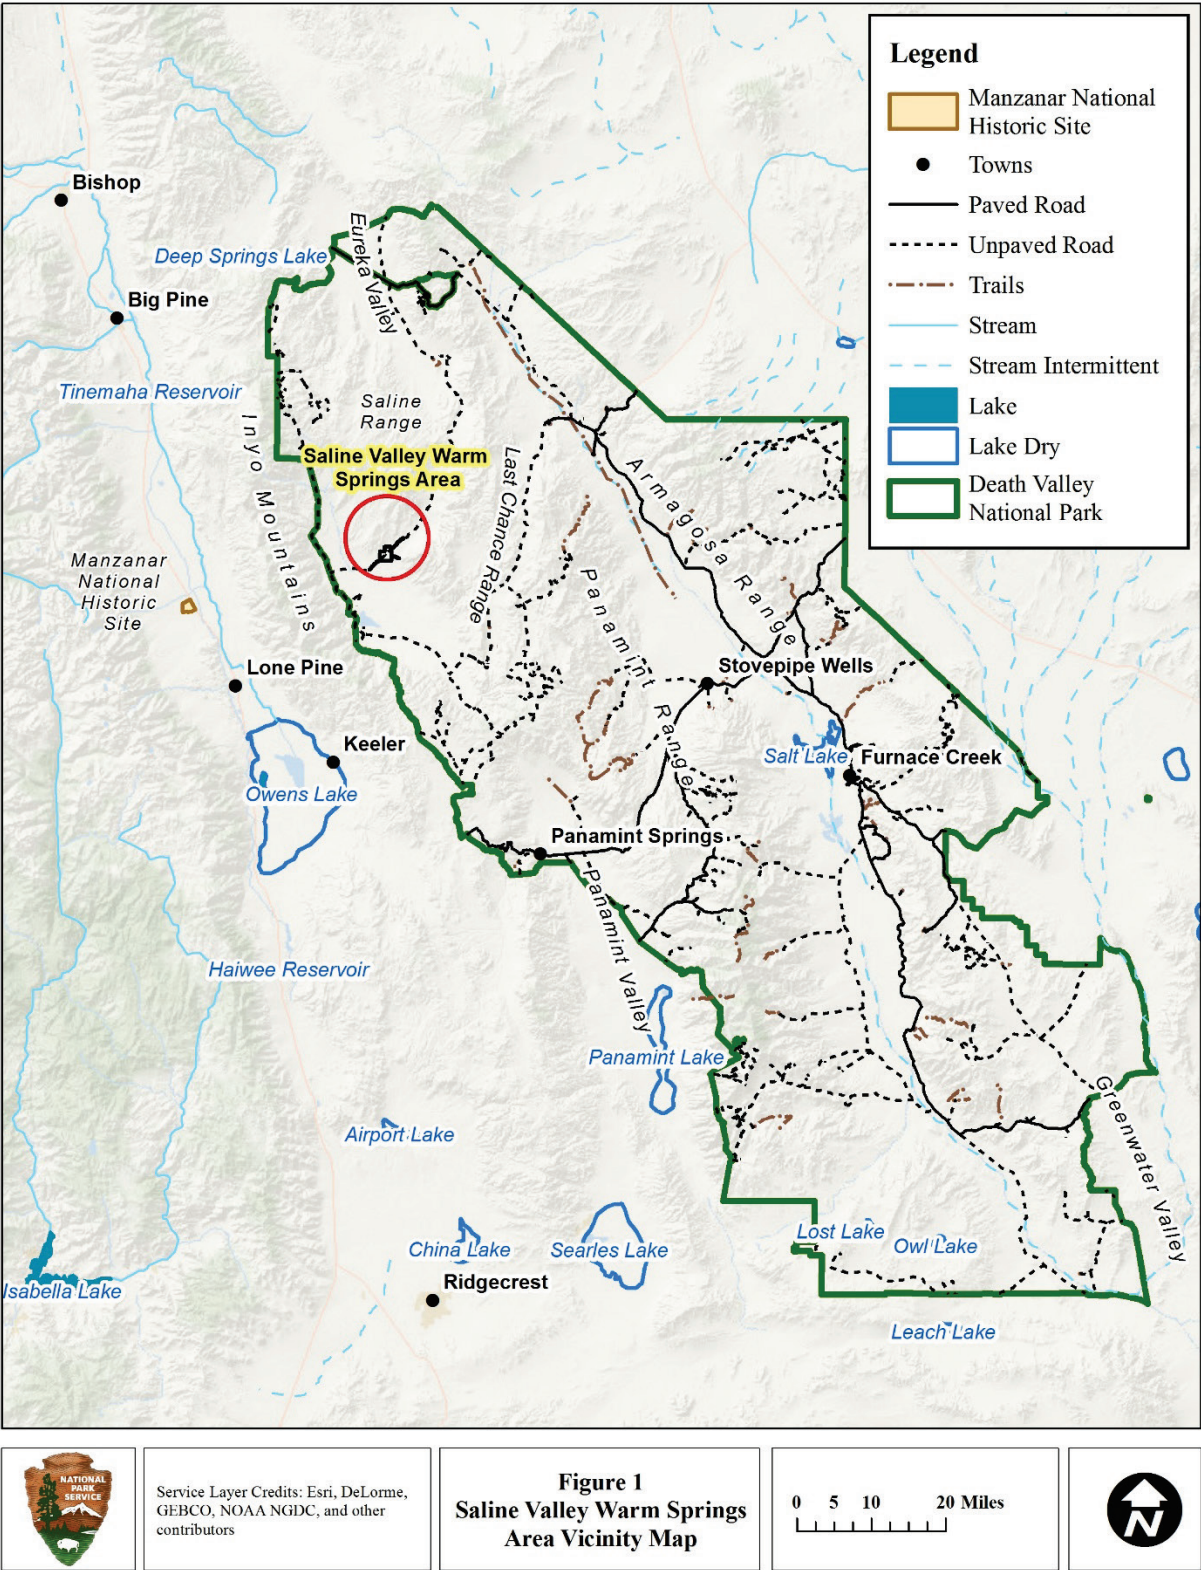 Legend
Manzanar National
Historic Site
Towns
Paved Road
Unpaved Road
Trails
Stream
Stream Intermittent
Lake
Lake Dry
Death Valley
National Park
Bishop
Deep Springs Lake
Eureka Valley
Big Pine
Tinemaha Reservoir
Saline
Range
Inyo Mountains
Saline Valley Warm
Springs Area
Last Chance Range
Armagosa Range
Manzanar
National
Historic
Site
Panamint Range
Lone Pine
Stovepipe Wells
Keeler
Salt Lake
Furnace Creek
Owens Lake
Panamint Springs
Panamint Valley
Haiwee Reservoir
Panamint Lake
Greenwater Valley
Airport Lake
Lost Lake
Owl Lake
China Lake
Searles Lake
Ridgecrest
Isabella Lake
Leach Lake
NATIONAL
PARK
SERVICE
Service Layer Credits: Esri, DeLorme,
GEBCO, NOAA NGDC, and other
contributors
Figure 1
Saline Valley Warm Springs
Area Vicinity Map
0 5 10 20 Miles
N